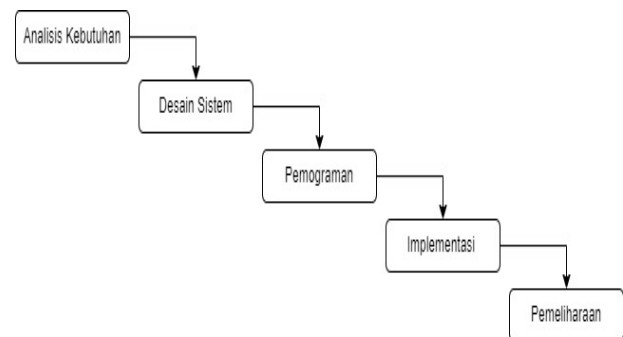 Analisis Kebutuhan
Desain Sistem
Pemograman
Implementasi
Pemeliharaan